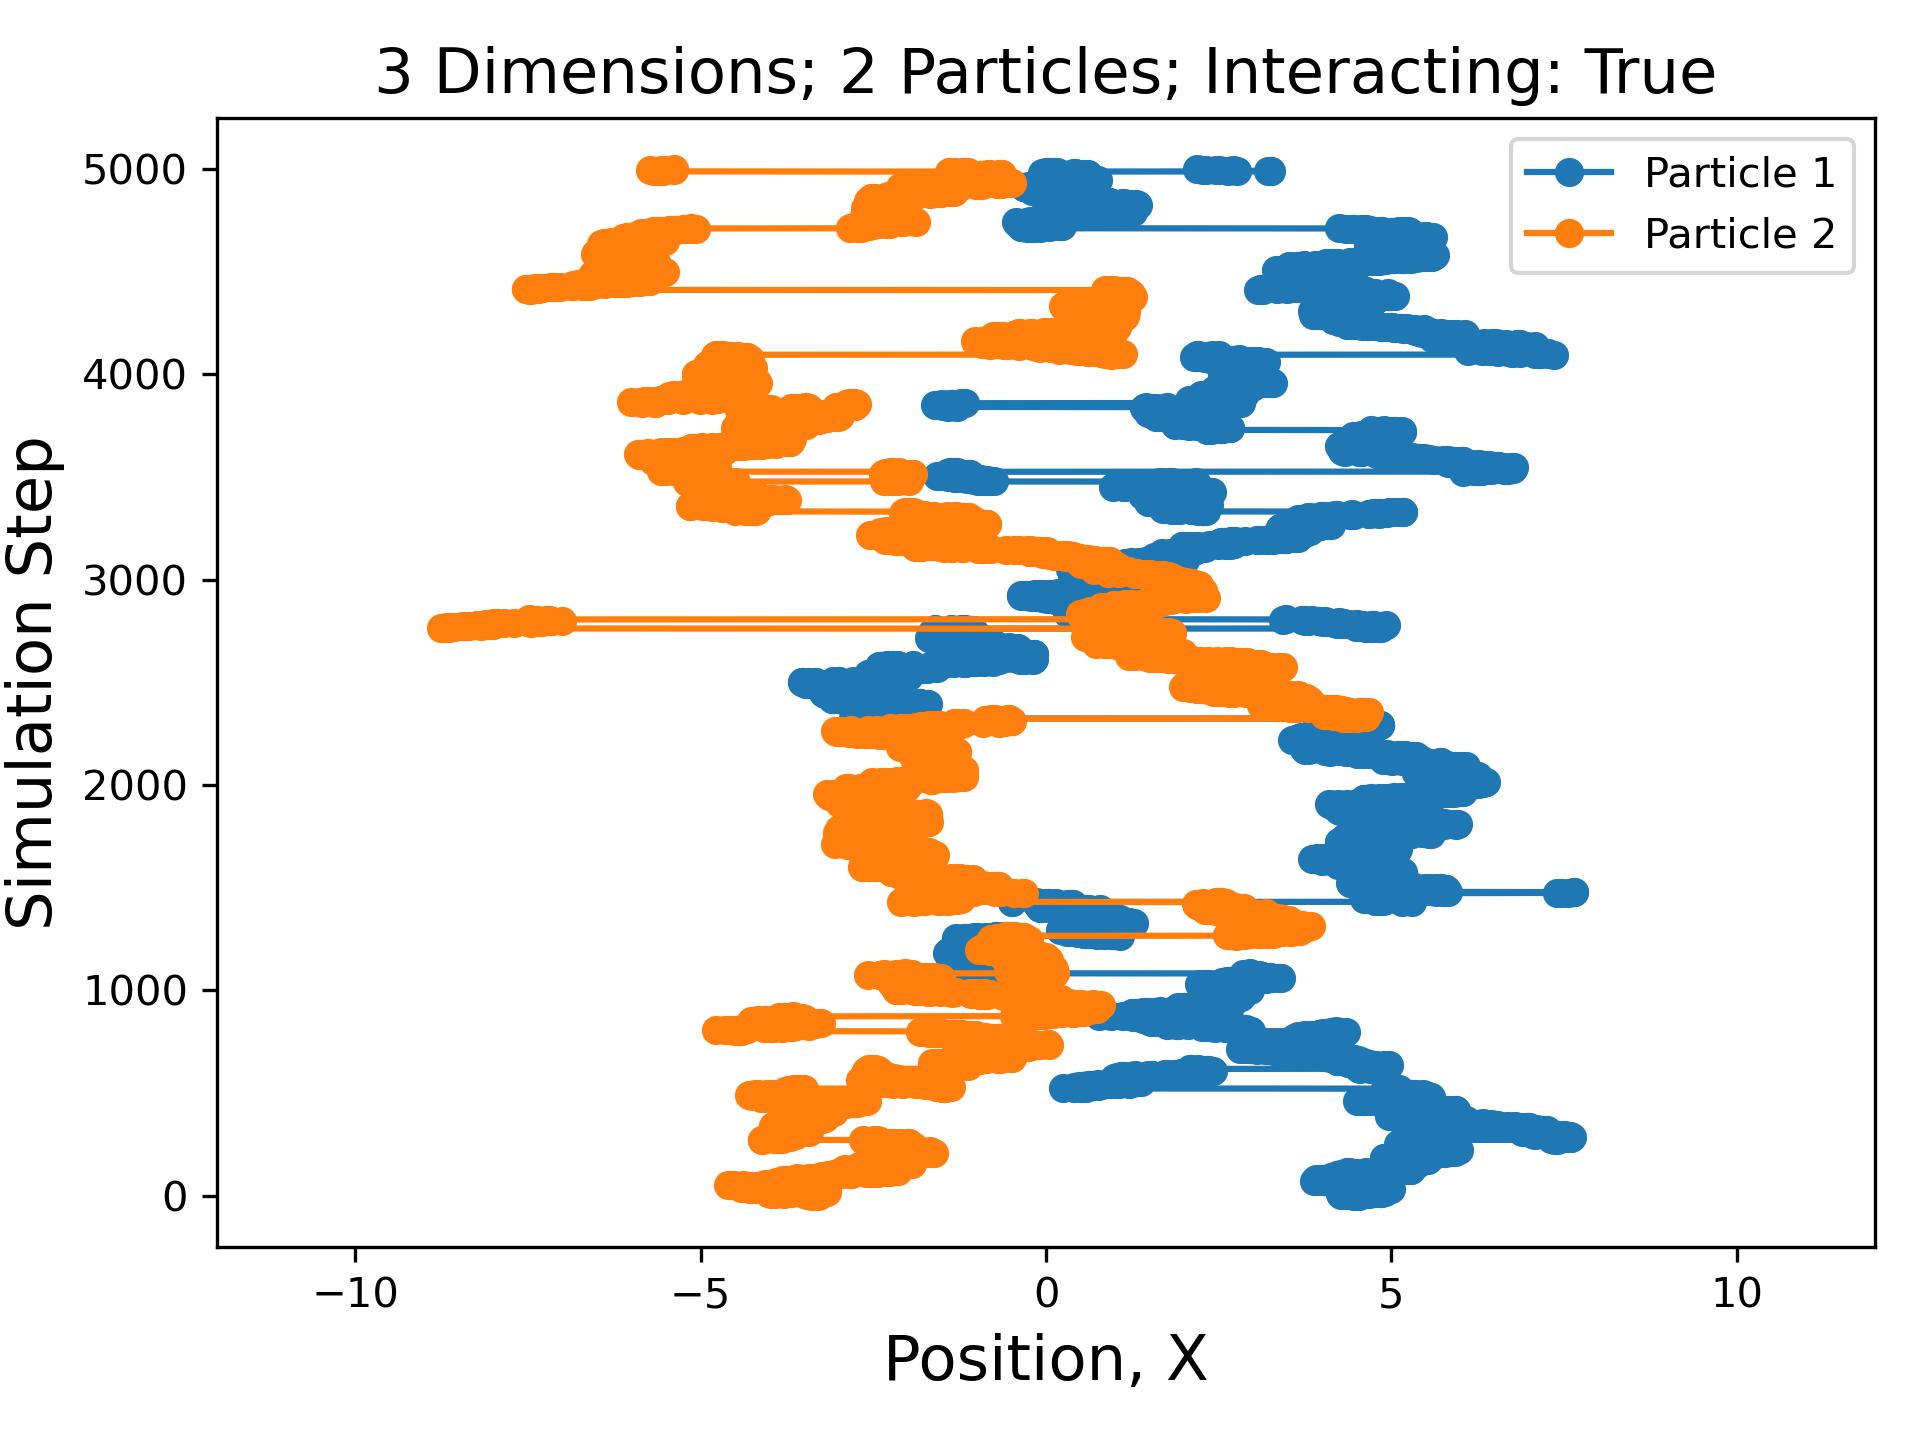 3 Dimensions; 2 Particles; Interacting: True
Particle 1
Particle 2
5000
4000
3000
2000
1000
0
Simulation Step
−10
−5
0
5
10
Position, X